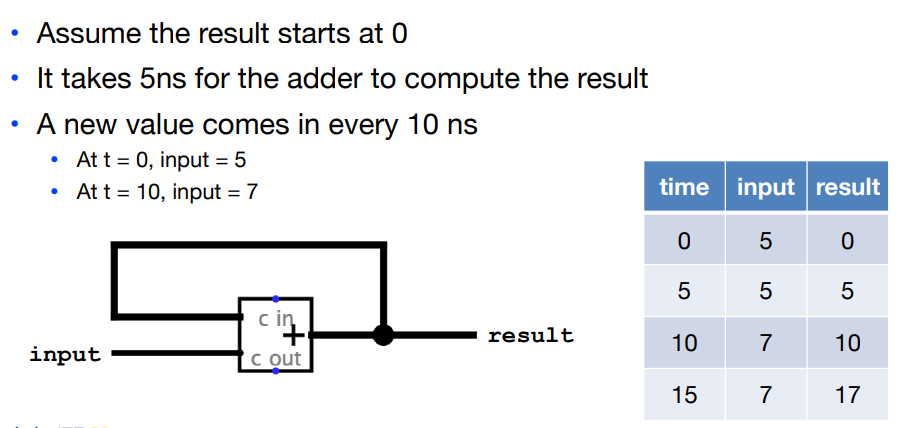 • Assume the result starts at 0
• It takes 5ns for the adder to compute the result
• A new value comes in every 10 ns
• At t = 0, input = 5
• At t = 10, input = 7
time input result
0 5 0
5 5 5
10 7 10
15 7 17
c in
+
input
result
c out